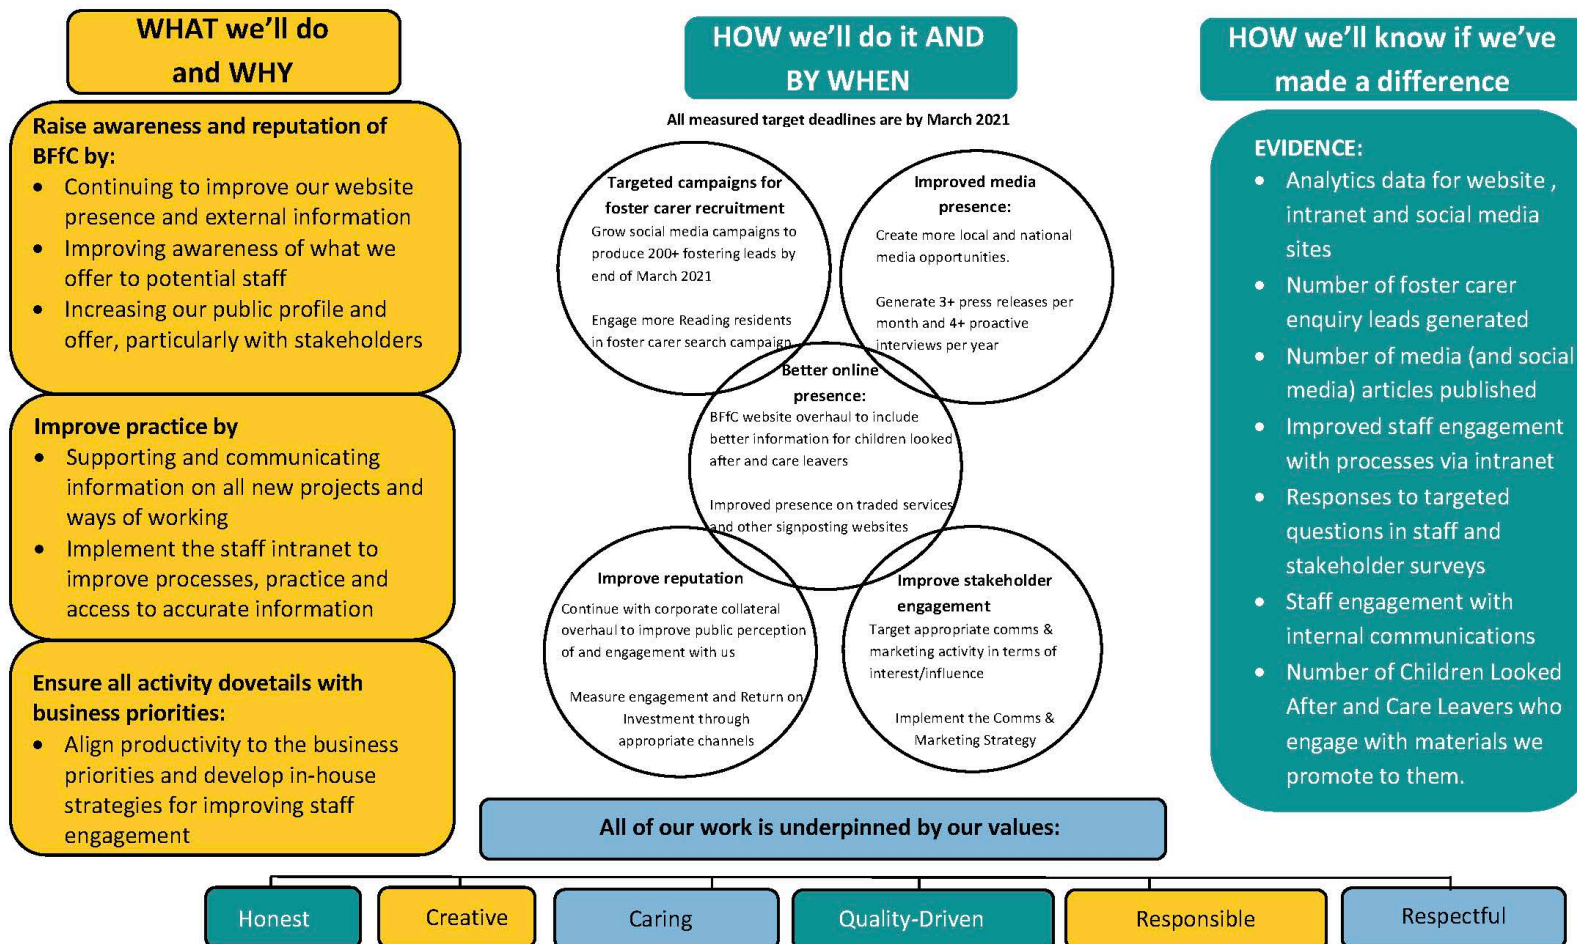 WHAT we’ll do
and WHY
Raise awareness and reputation of
BFfC by:
• Continuing to improve our website
presence and external information
• Improving awareness of what we
offer to potential staff
• Increasing our public profile and
offer, particularly with stakeholders
Improve practice by
• Supporting and communicating
information on all new projects and
ways of working
• Implement the staff intranet to
improve processes, practice and
access to accurate information
Ensure all activity dovetails with
business priorities:
• Align productivity to the business
priorities and develop in-house
strategies for improving staff
engagement
HOW we’ll do it AND
BY WHEN
All measured target deadlines are by March 2021
Targeted campaigns for
foster carer recruitment
Grow social media campaigns to
produce 200+ fostering leads by
end of March 2021
Engage more Reading residents
in foster carer search campaign
Improved media
presence:
Create more local and national
media opportunities.
Generate 3+ press releases per
month and 4+ proactive
interviews per year
Better online
presence:
BFfC website overhaul to include
better information for children looked
after and care leavers
Improved presence on traded services
and other signposting websites
Improve reputation
Continue with corporate collateral
overhaul to improve public perception
of and engagement with us
Measure engagement and Return on
Investment through
appropriate channels
Improve stakeholder
engagement
Target appropriate comms &
marketing activity in terms of
interest/influence
Implement the Comms &
Marketing Strategy
HOW we’ll know if we’ve
made a difference
EVIDENCE:
• Analytics data for website ,
intranet and social media
sites
• Number of foster carer
enquiry leads generated
• Number of media (and social
media) articles published
• Improved staff engagement
with processes via intranet
• Responses to targeted
questions in staff and
stakeholder surveys
• Staff engagement with
internal communications
• Number of Children Looked
After and Care Leavers who
engage with materials we
promote to them.
All of our work is underpinned by our values:
Honest
Creative
Caring
Quality-Driven
Responsible
Respectful